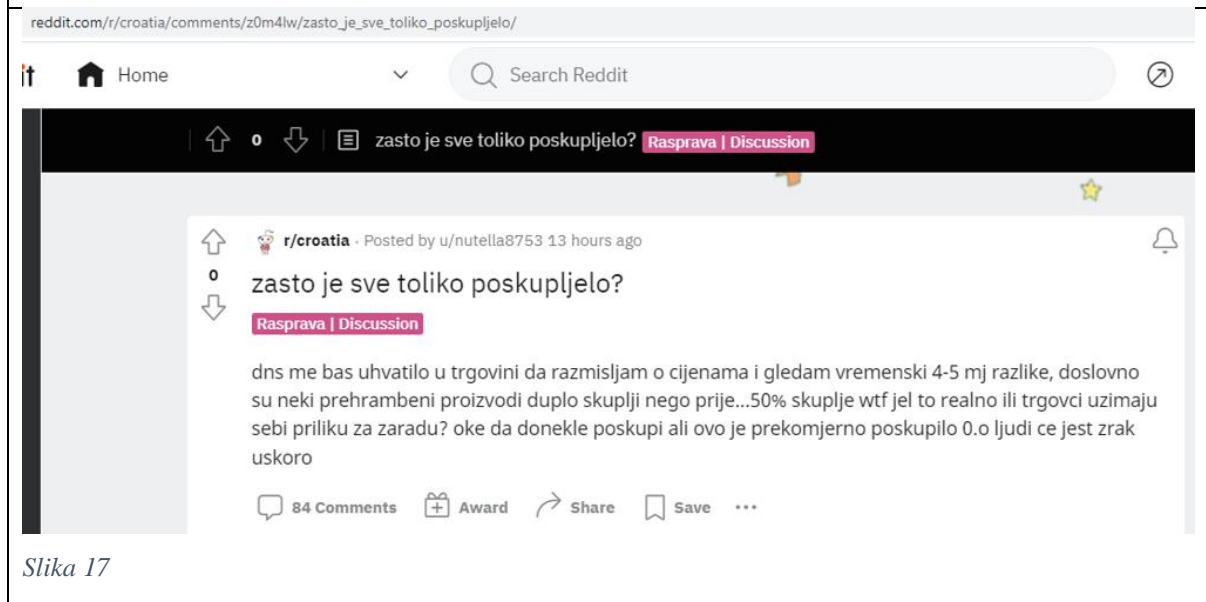 reddit.com/r/croatia/comments/z0m4lw/zasto_je_sve_toliko_poskupljelo/
it Home Search Reddit
0 zasto je sve toliko poskupljelo? Rasprava | Discussion
r/croatia · Posted by u/nutella8753 13 hours ago
0
zasto je sve toliko poskupljelo?
Rasprava | Discussion
dns me bas uhvatilo u trgovini da razmisljam o cijenama i gledam vremenski 4-5 mj razlike, doslovno
su neki prehrambeni proizvodi duplo skuplji nego prije...50% skuplje wtf jel to realno ili trgovci uzimaju
sebi priliku za zaradu? oke da donekle poskupi ali ovo je prekomjerno poskupilo 0.o ljudi ce jest zrak
uskoro
84 Comments Award Share Save ...
Slika 17